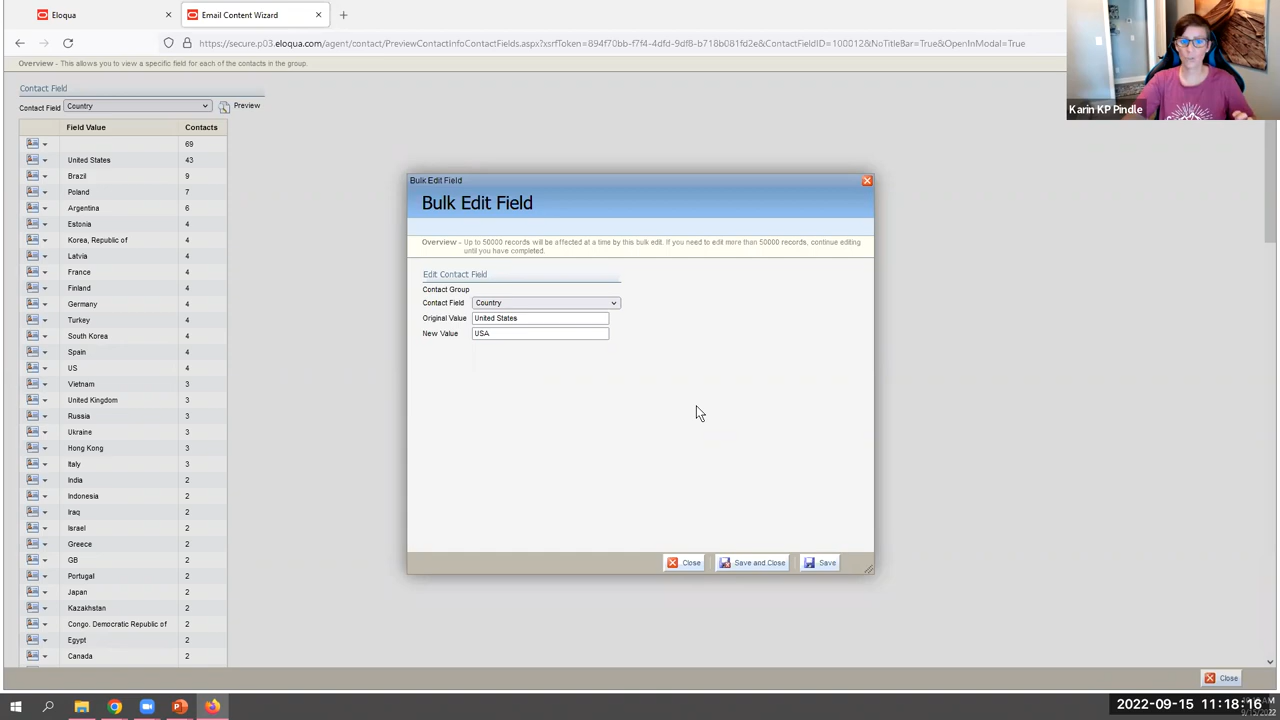 Eloqua
Email Content Wizard
https://secure.p03.eloqua.com/agent/contact/PreviewContactInfoContactFields.aspx?xsrfToken=894f70bb-f7f4-4dfd-9df8-b718b081fd2e&ContactFieldID=100012&NoTitleBar=True&OpenInModal=True
Overview - This allows you to view a specific field for each of the contacts in the group.
Karin KP Pindle
Contact Field
Contact Field Country Preview
Field Value Contacts
69
United States 43
Brazil 9
Poland 7
Argentina 6
Estonia 4
Korea, Republic of 4
Latvia 4
France 4
Finland 4
Germany 4
Turkey 4
South Korea 4
Spain 4
US 4
Vietnam 3
United Kingdom 3
Russia 3
Ukraine 3
Hong Kong 3
Italy 3
India 2
Indonesia 2
Iraq 2
Israel 2
Greece 2
GB 2
Portugal 2
Japan 2
Kazakhstan 2
Congo. Democratic Republic of 2
Egypt 2
Canada 2
Bulk Edit Field
Bulk Edit Field
Overview - Up to 50000 records will be affected at a time by this bulk edit. If you need to edit more than 50000 records, continue editing
until you have completed.
Edit Contact Field
Contact Group
Contact Field Country
Original Value United States
New Value USA
Close Save and Close Save
Close
2022-09-15 11:18:16